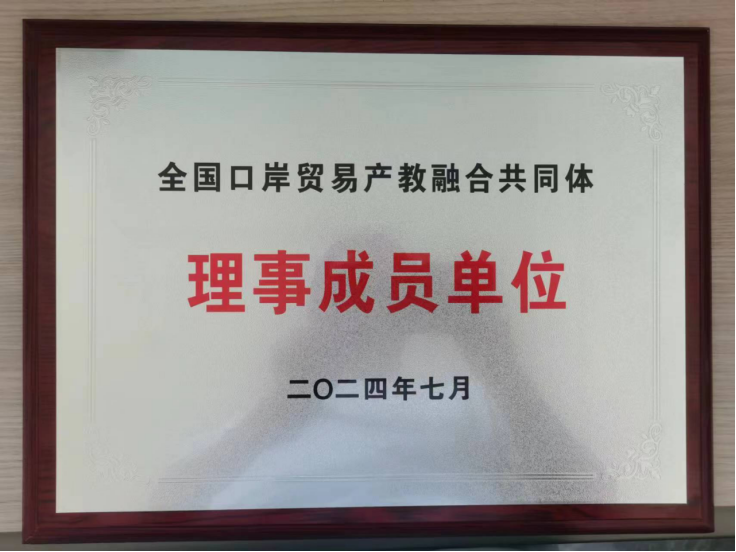 全国口岸贸易产教融合共同体
理事成员单位
二〇二四年七月